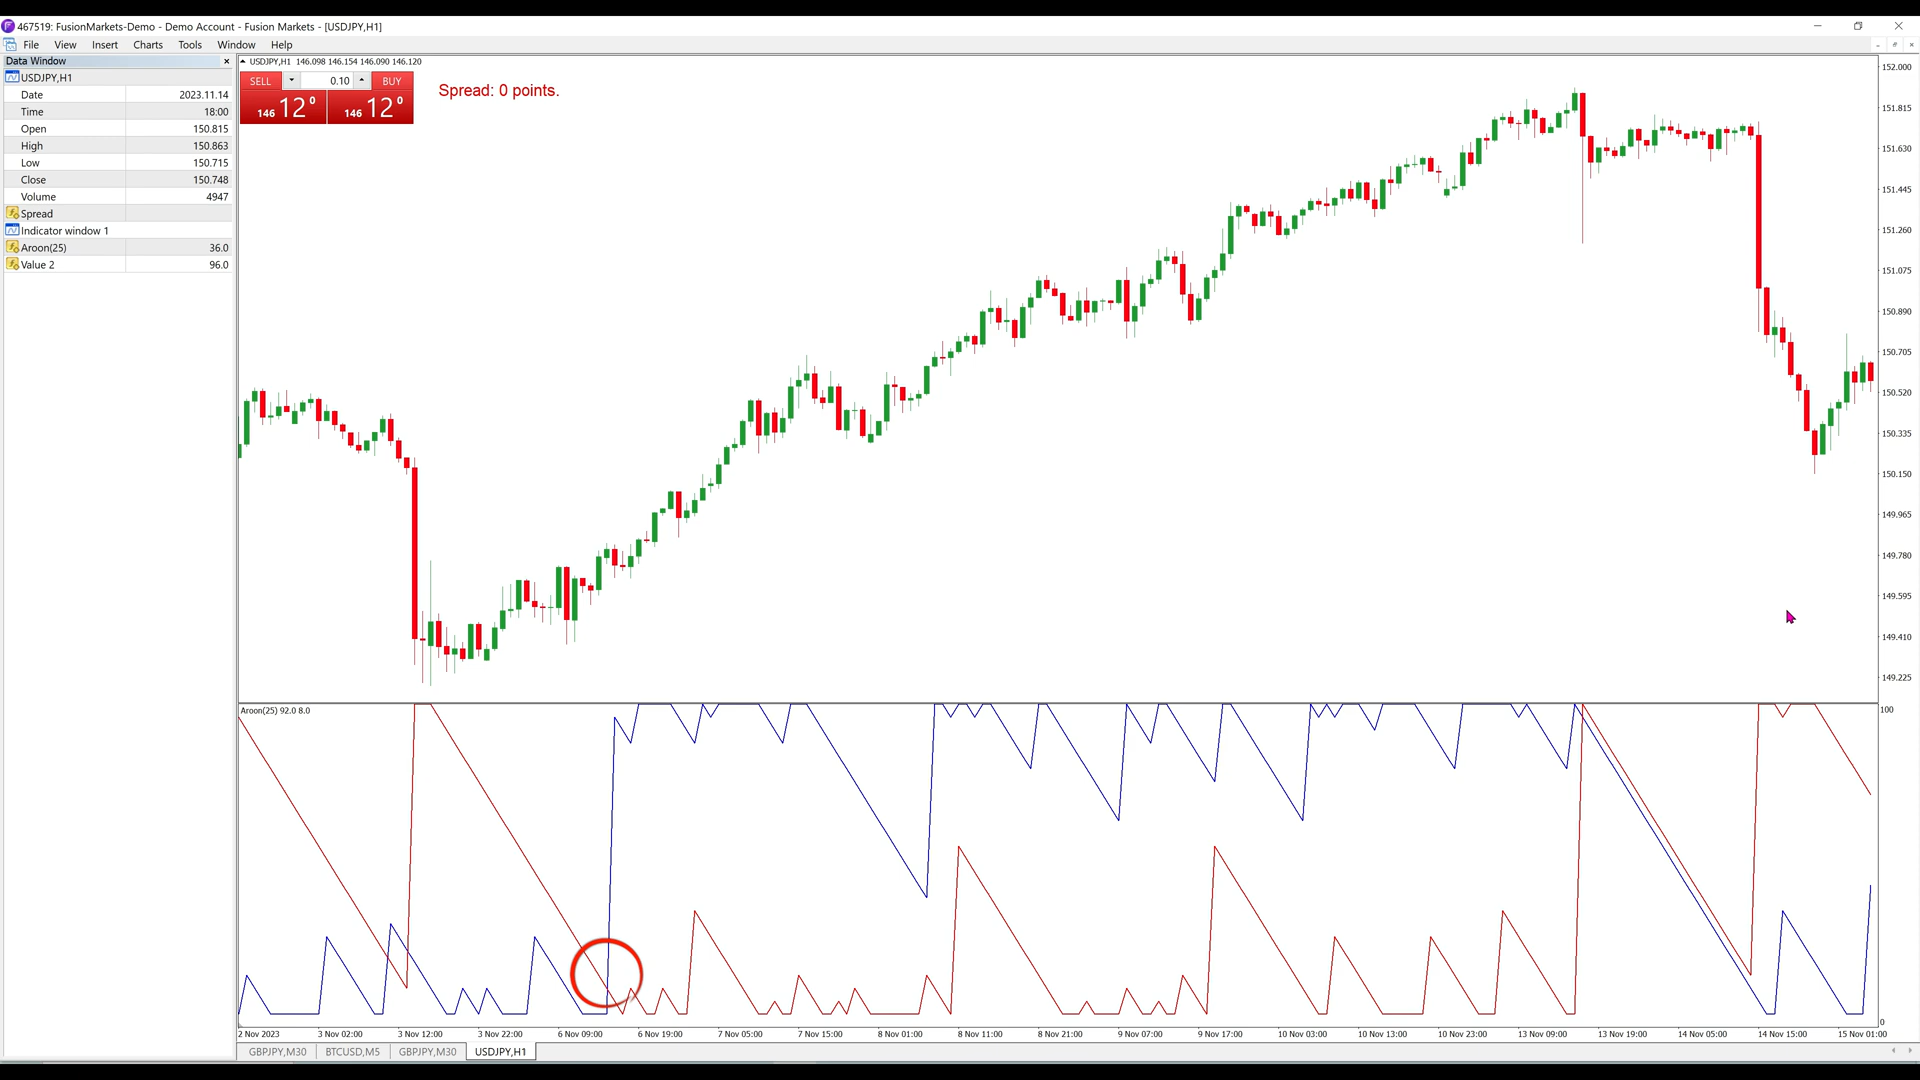 467519: FusionMarkets-Demo - Demo Account - Fusion Markets - [USDJPY,H1]
File View Insert Charts Tools Window Help
Data Window
USDJPY,H1
Date 2023.11.14
Time 18:00
Open 150.815
High 150.863
Low 150.715
Close 150.748
Volume 4947
Spread
Indicator window 1
Aroon(25) 36.0
Value 2 96.0
USDJPY,H1 146.098 146.154 146.090 146.120
SELL 0.10 BUY
146 12 0 146 12 0
Spread: 0 points.
152.000
151.815
151.630
151.445
151.260
151.075
150.890
150.705
150.520
150.335
150.150
149.965
149.780
149.595
149.410
149.225
Aroon(25) 92.0 8.0
100
0
2 Nov 2023 3 Nov 02:00 3 Nov 12:00 3 Nov 22:00 6 Nov 09:00 6 Nov 19:00 7 Nov 05:00 7 Nov 15:00 8 Nov 01:00 8 Nov 11:00 8 Nov 21:00 9 Nov 07:00 9 Nov 17:00 10 Nov 03:00 10 Nov 13:00 10 Nov 23:00 13 Nov 09:00 13 Nov 19:00 14 Nov 05:00 14 Nov 15:00 15 Nov 01:00
GBPJPY,M30 BTCUSD,M5 GBPJPY,M30 USDJPY,H1